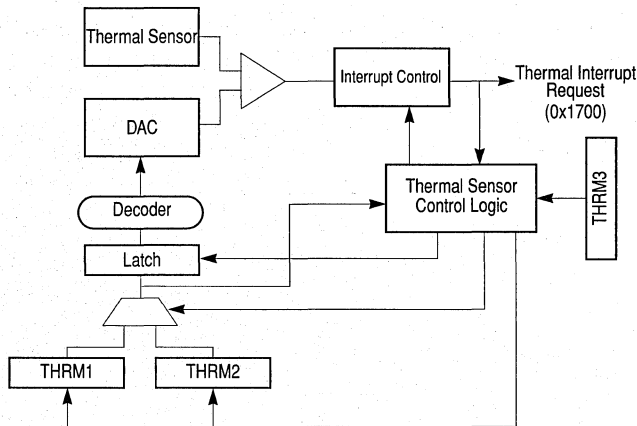 Thermal Sensor
Interrupt Control
Thermal Interrupt
Request
(0x1700)
DAC
Thermal Sensor
Control Logic
THRM3
Decoder
Latch
THRM1
THRM2